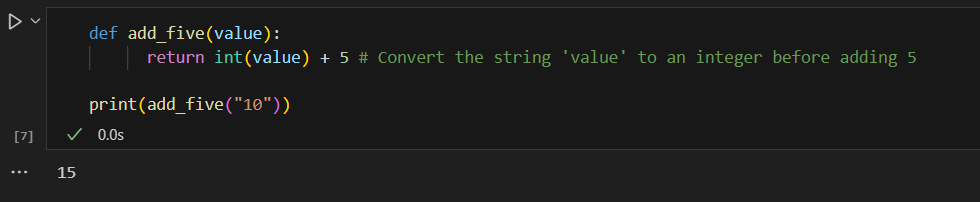 def add_five(value):
return int(value) + 5 # Convert the string 'value' to an integer before adding 5
print(add_five("10"))
[7]
0.0s
15